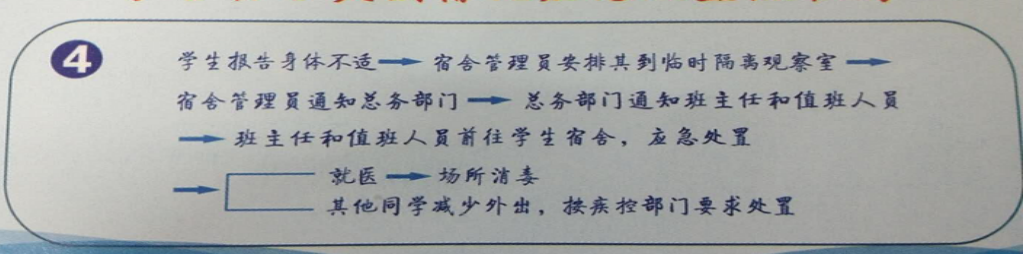 4
学生报告身体不适→宿舍管理员安排其到临时隔离观察室→
宿舍管理员通知总务部门→总务部门通知班主任和值班人员
→班主任和值班人员前往学生宿舍，应急处置
→就医→场所消毒
其他同学减少外出，按疾控部门要求处置